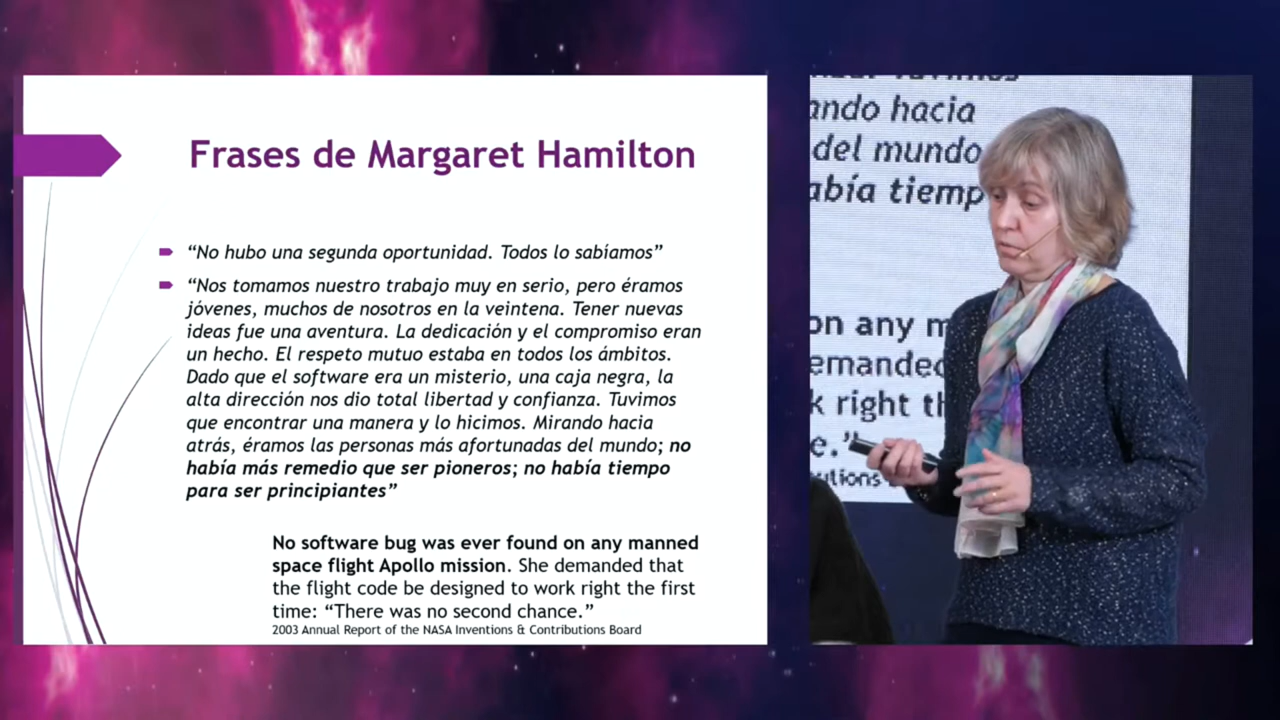 Frases de Margaret Hamilton
“No hubo una segunda oportunidad. Todos lo sabíamos”
“Nos tomamos nuestro trabajo muy en serio, pero éramos
jóvenes, muchos de nosotros en la veintena. Tener nuevas
ideas fue una aventura. La dedicación y el compromiso eran
un hecho. El respeto mutuo estaba en todos los ámbitos.
Dado que el software era un misterio, una caja negra, la
alta dirección nos dio total libertad y confianza. Tuvimos
que encontrar una manera y lo hicimos. Mirando hacia
atrás, éramos las personas más afortunadas del mundo; no
había más remedio que ser pioneros; no había tiempo
para ser principiantes”
No software bug was ever found on any manned
space flight Apollo mission. She demanded that
the flight code be designed to work right the first
time: “There was no second chance.”
2003 Annual Report of the NASA Inventions & Contributions Board
ando hacia
del mundo
abía tiemp
on any m
emanded
k right th
e.”